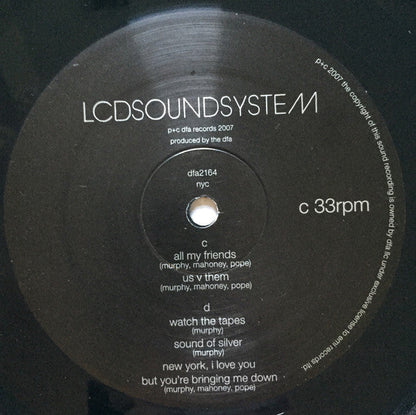 LCDSOUNDSYSTEM
p+c dfa records 2007
produced by the dfa
dfa2164
nyc
c 33rpm
c
all my friends
(murphy, mahoney, pope)
us v them
(murphy, mahoney, pope)
d
watch the tapes
(murphy)
sound of silver
(murphy)
new york, i love you
but you're bringing me down
(murphy, mahoney, pope)
p+c 2007 the copyright of this sound recording is owned by dfa llc under exclusive license to emi records ltd.